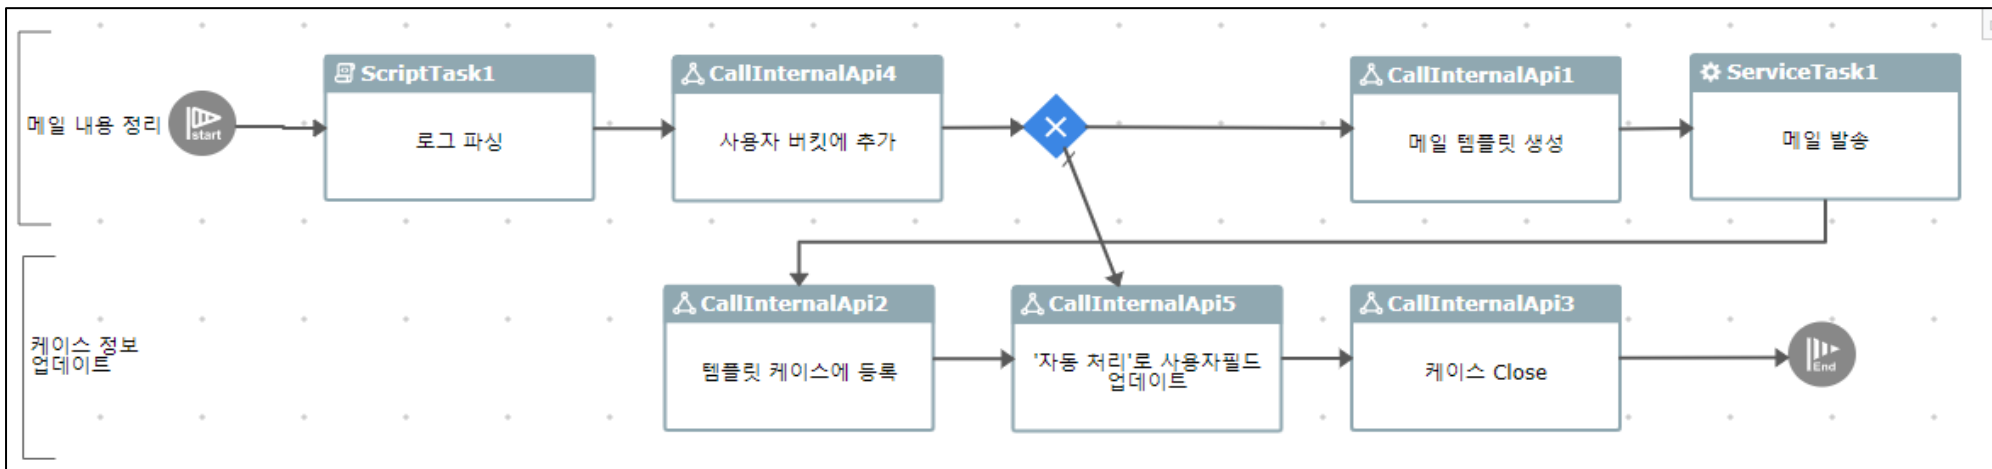 메일 내용 정리
start
ScriptTask1
로그 파싱
CallInternalApi4
사용자 버킷에 추가
CallInternalApi1
메일 템플릿 생성
ServiceTask1
메일 발송
케이스 정보
업데이트
CallInternalApi2
템플릿 케이스에 등록
CallInternalApi5
'자동 처리'로 사용자필드
업데이트
CallInternalApi3
케이스 Close
End